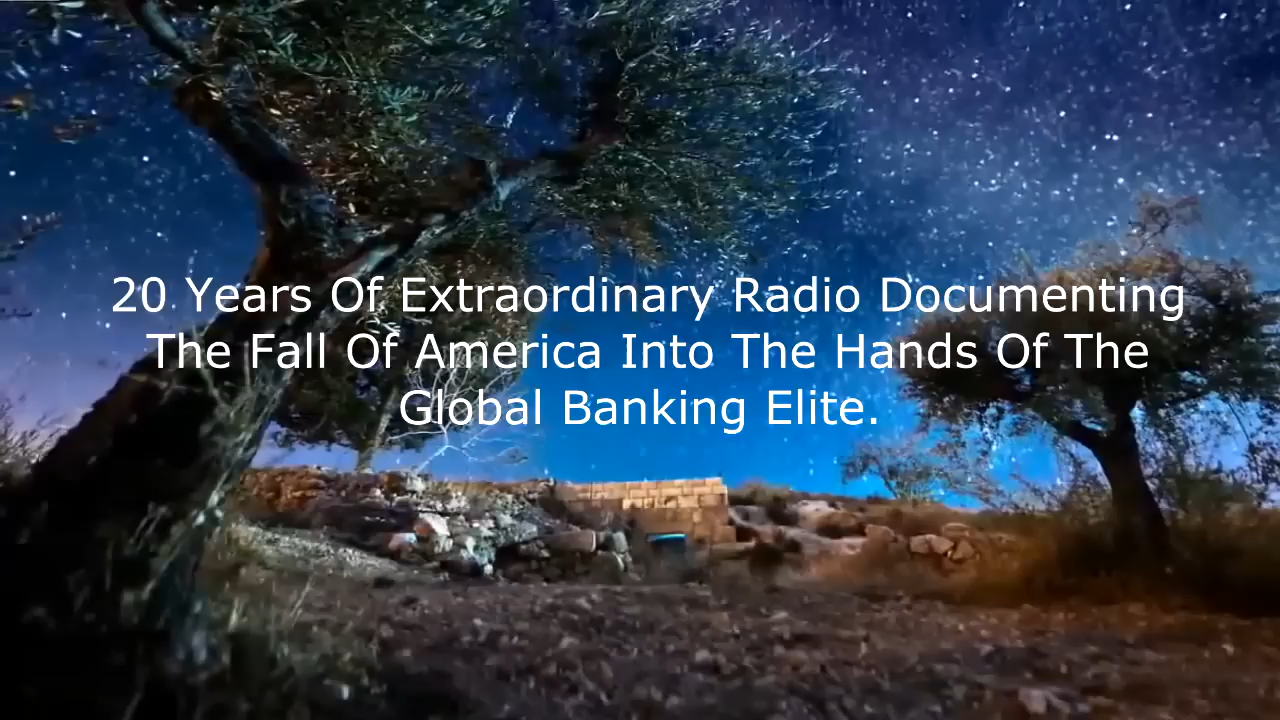 20 Years Of Extraordinary Radio Documenting
The Fall Of America Into The Hands Of The
Global Banking Elite.